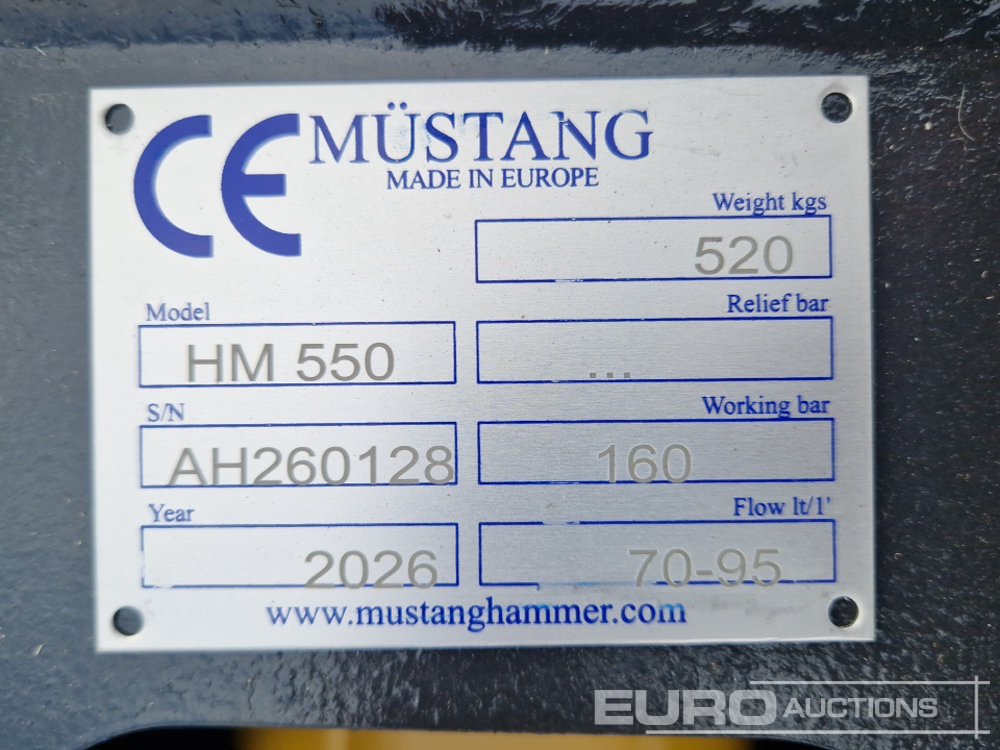 CE MÜSTANG
MADE IN EUROPE
Weight kgs
520
Model
HM 550
Relief bar
...
S/N
AH260128
Working bar
160
Year
2026
Flow lt/1'
70-95
www.mustanghammer.com
EURO AUCTIONS